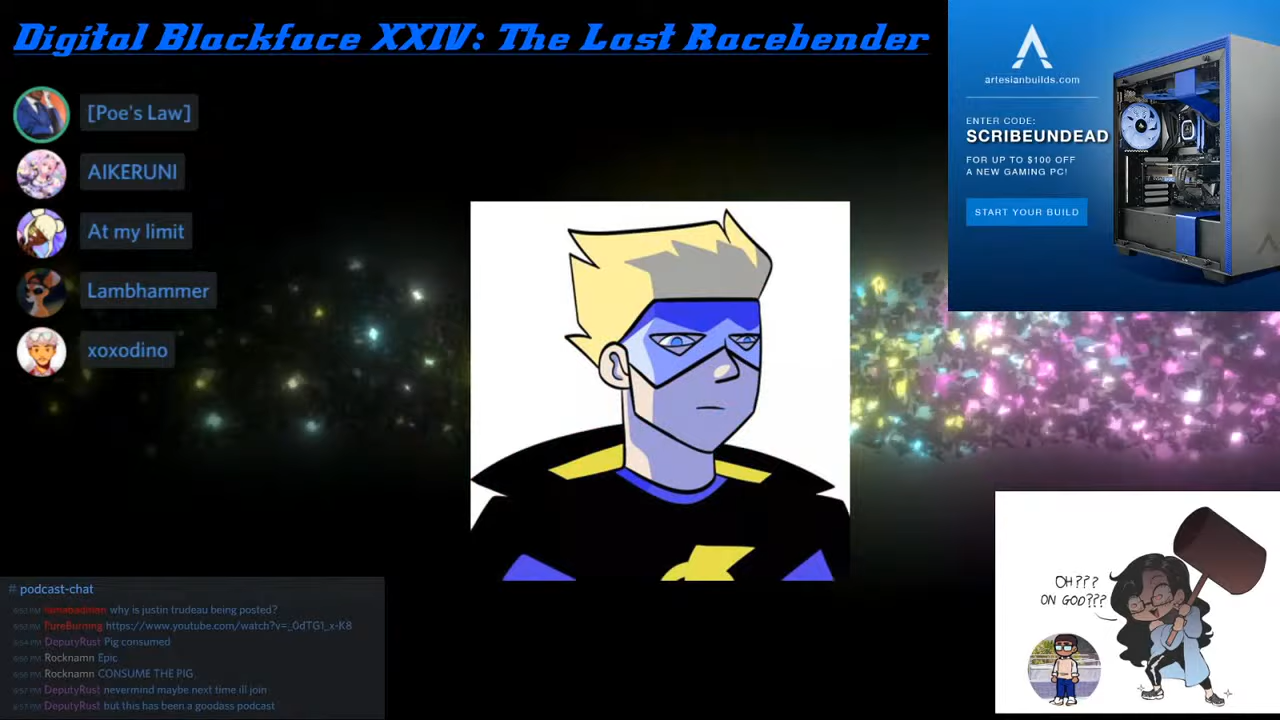 Digital Blackface XXIV: The Last Racebender
[Poe's Law]
AIKERUNI
At my limit
Lambhammer
xoxodino
artesianbuilds.com
ENTER CODE:
SCRIBEUNDEAD
FOR UP TO $100 OFF
A NEW GAMING PC!
START YOUR BUILD
# podcast-chat
why is justin trudeau being posted?
PureBurning https://www.youtube.com/watch?v=_0dTG1_x-K8
DeputyRust Pig consumed
Rocknamn Epic
Rocknamn CONSUME THE PIG
DeputyRust nevermind maybe next time ill join
DeputyRust but this has been a goodass podcast
OH???
ON GOD???